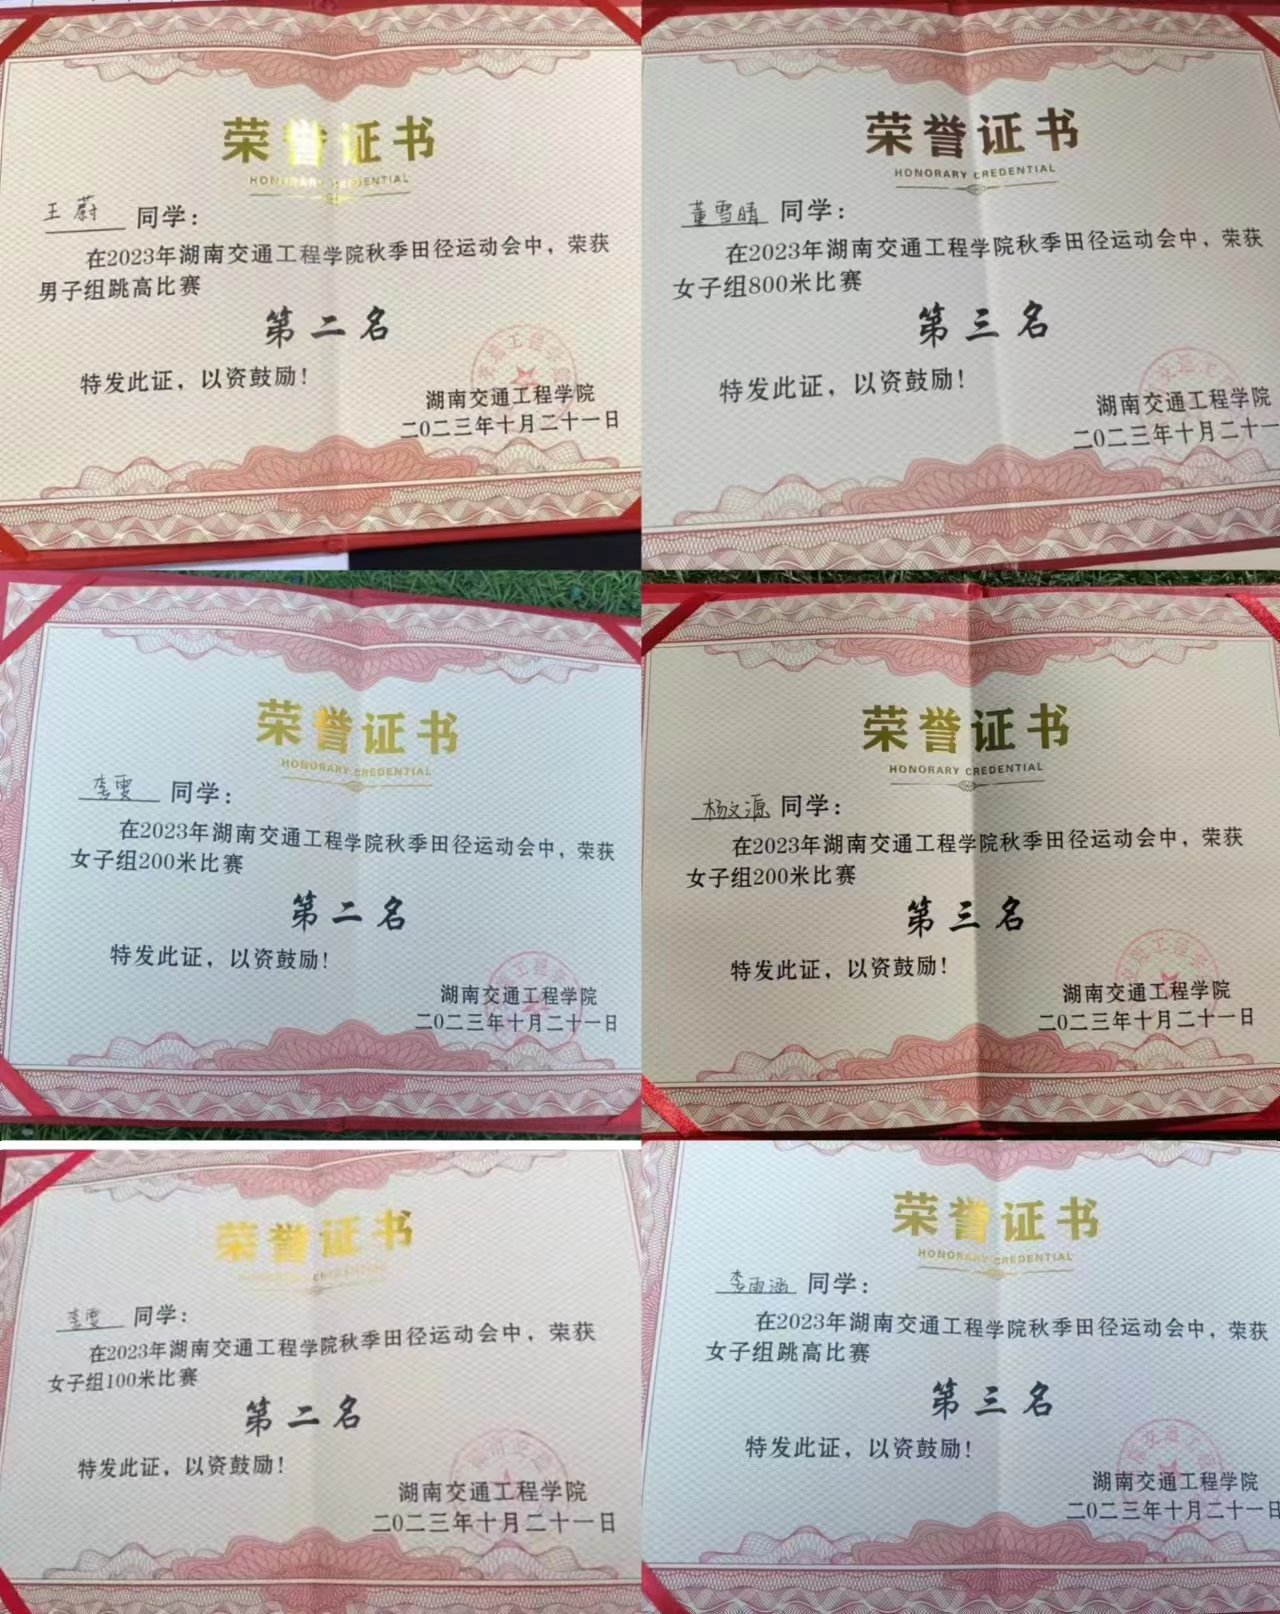 荣誉证书
HONORARY CREDENTIAL
王蔚 同学：
在2023年湖南交通工程学院秋季田径运动会中，荣获
男子组跳高比赛
第二名
特发此证，以资鼓励！
湖南交通工程学院
二〇二三年十月二十一日
荣誉证书
HONORARY CREDENTIAL
董雪晴 同学：
在2023年湖南交通工程学院秋季田径运动会中，荣获
女子组800米比赛
第三名
特发此证，以资鼓励！
湖南交通工程学院
二〇二三年十月二十一
荣誉证书
HONORARY CREDENTIAL
李雯 同学：
在2023年湖南交通工程学院秋季田径运动会中，荣获
女子组200米比赛
第二名
特发此证，以资鼓励！
湖南交通工程学院
二〇二三年十月二十一日
荣誉证书
HONORARY CREDENTIAL
杨文源 同学：
在2023年湖南交通工程学院秋季田径运动会中，荣获
女子组200米比赛
第三名
特发此证，以资鼓励！
湖南交通工程学院
二〇二三年十月二十一日
荣誉证书
CREDENTIAL
李雯 同学：
在2023年湖南交通工程学院秋季田径运动会中，荣获
女子组100米比赛
第二名
特发此证，以资鼓励！
湖南交通工程学院
二〇二三年十月二十一日
荣誉证书
HONORARY CREDENTIAL
李雨涵 同学：
在2023年湖南交通工程学院秋季田径运动会中，荣获
女子组跳高比赛
第三名
特发此证，以资鼓励！
湖南交通工程学院
二〇二三年十月二十一日